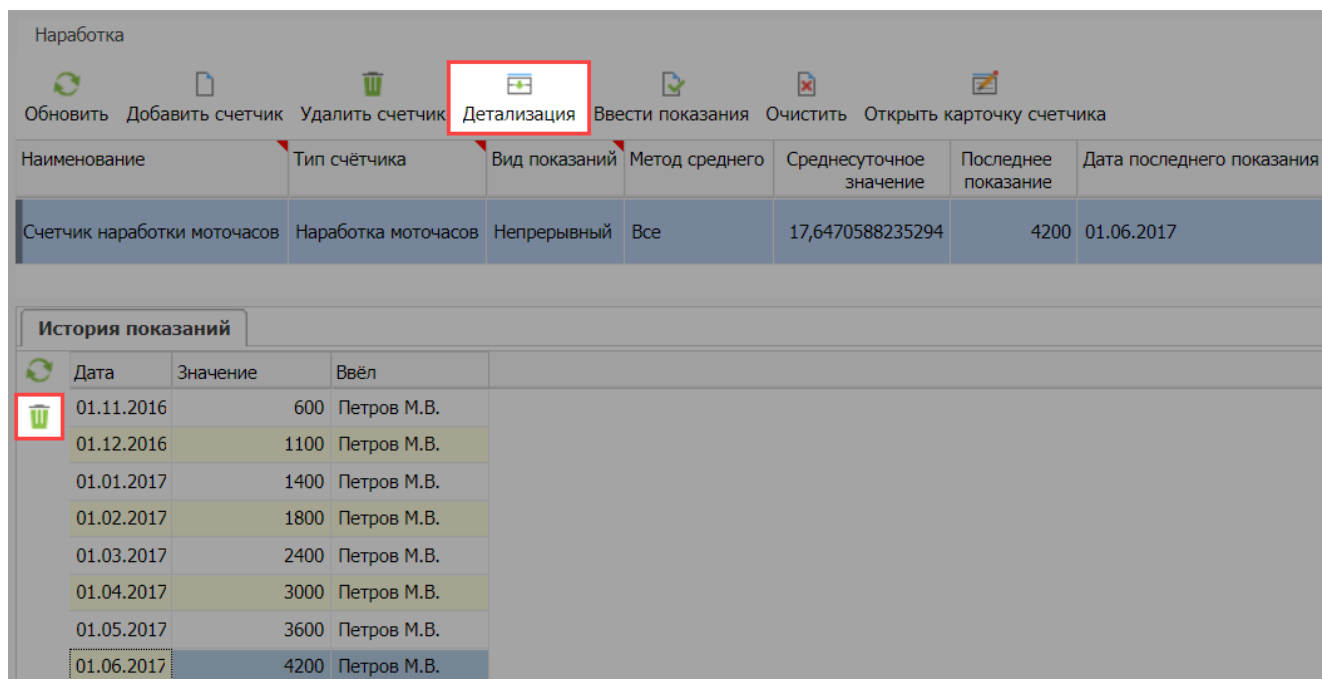 Наработка
Обновить Добавить счетчик Удалить счетчик Детализация Ввести показания Очистить Открыть карточку счетчика
Наименование Тип счётчика Вид показаний Метод среднего Среднесуточное значение Последнее показание Дата последнего показания
Счетчик наработки моточасов Наработка моточасов Непрерывный Все 17,6470588235294 4200 01.06.2017
История показаний
Дата Значение Ввёл
01.11.2016 600 Петров М.В.
01.12.2016 1100 Петров М.В.
01.01.2017 1400 Петров М.В.
01.02.2017 1800 Петров М.В.
01.03.2017 2400 Петров М.В.
01.04.2017 3000 Петров М.В.
01.05.2017 3600 Петров М.В.
01.06.2017 4200 Петров М.В.